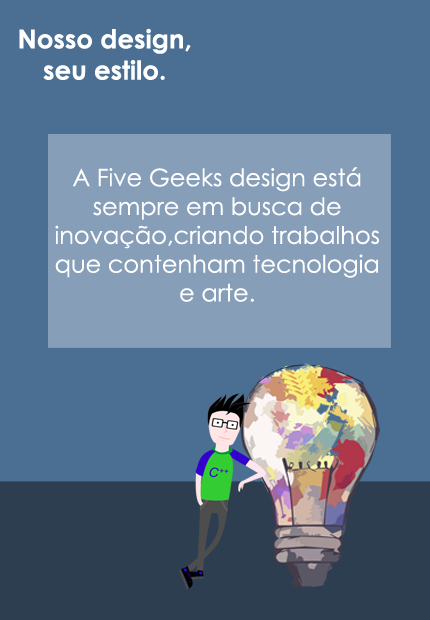 Nosso design,
seu estilo.
A Five Geeks design está
sempre em busca de
inovação,criando trabalhos
que contenham tecnologia
e arte.
C++